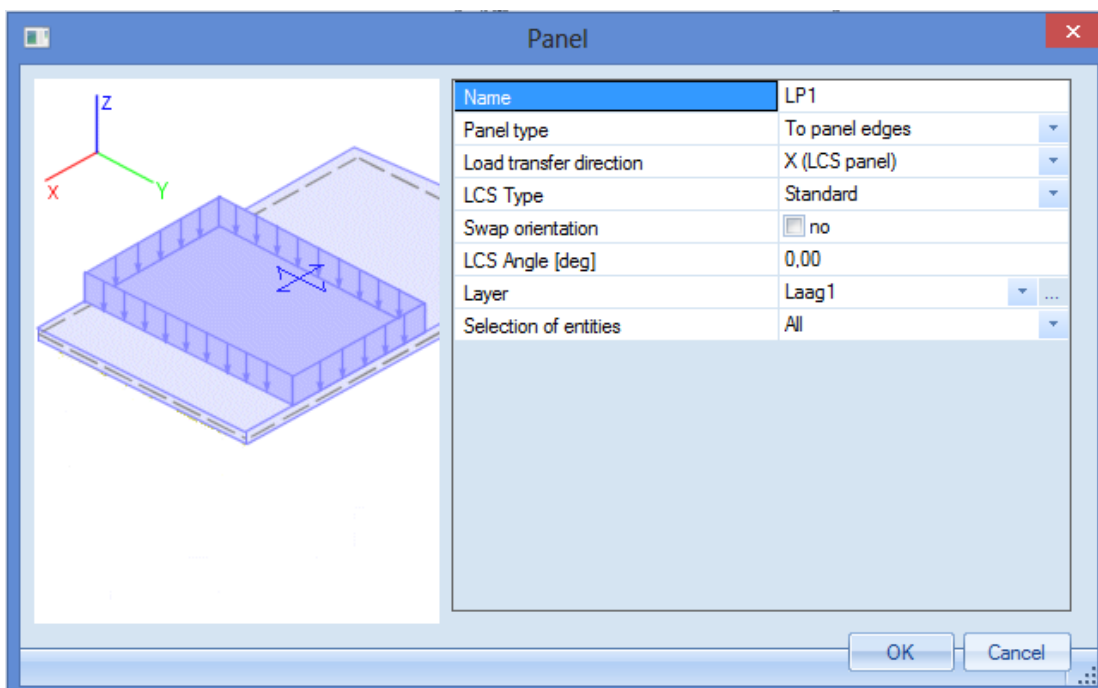 Panel
Z
X
Y
Name LP1
Panel type To panel edges
Load transfer direction X (LCS panel)
LCS Type Standard
Swap orientation no
LCS Angle [deg] 0,00
Layer Laag1 ...
Selection of entities All
OK Cancel